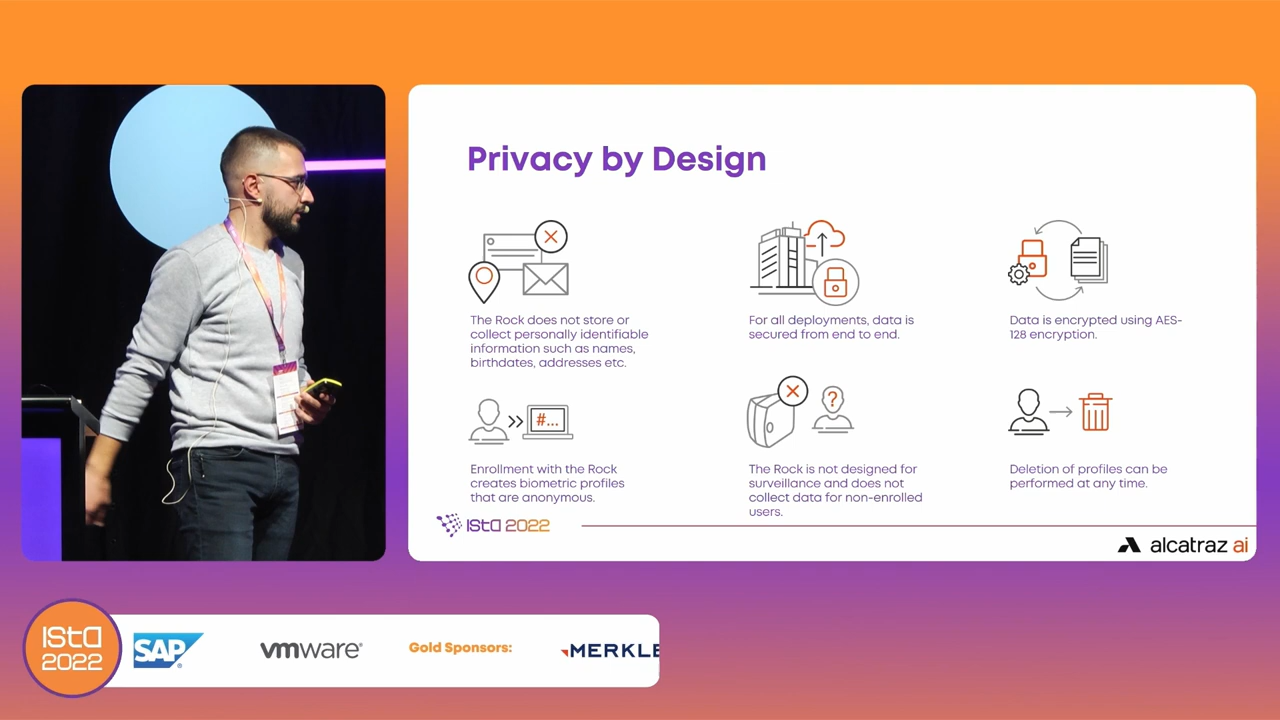 Privacy by Design
The Rock does not store or
collect personally identifiable
information such as names,
birthdates, addresses etc.
For all deployments, data is
secured from end to end.
Data is encrypted using AES-
128 encryption.
#...
?
Enrollment with the Rock
creates biometric profiles
that are anonymous.
The Rock is not designed for
surveillance and does not
collect data for non-enrolled
users.
Deletion of profiles can be
performed at any time.
ISTA 2022
alcatraz ai
ISTA
2022
SAP
vmware®
Gold Sponsors:
MERKLE